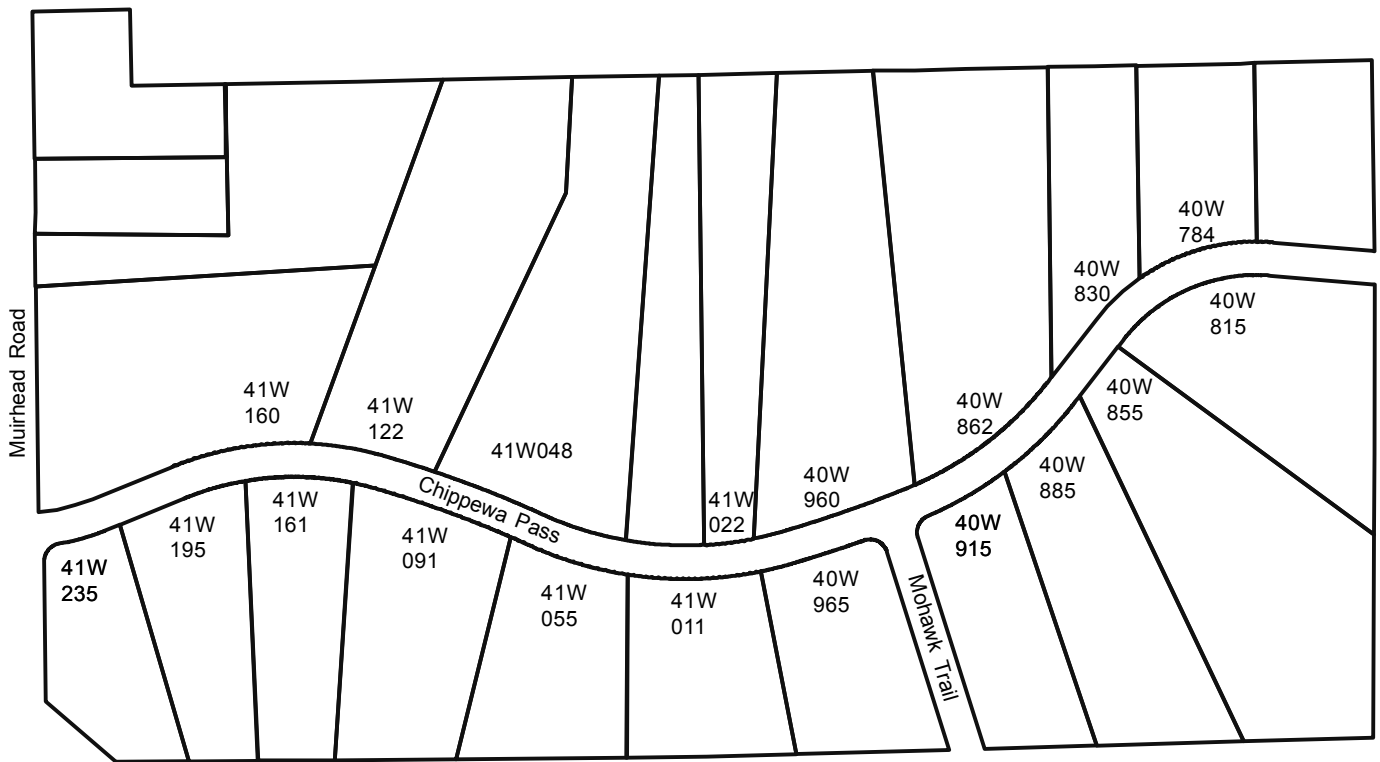 40W
784
40W
830
40W
815
Muirhead Road
41W
160
41W
122
40W
862
40W
855
41W048
40W
960
40W
885
Chippewa Pass
41W
022
41W
161
41W
195
41W
091
40W
915
41W
235
41W
055
41W
011
40W
965
Mohawk Trail